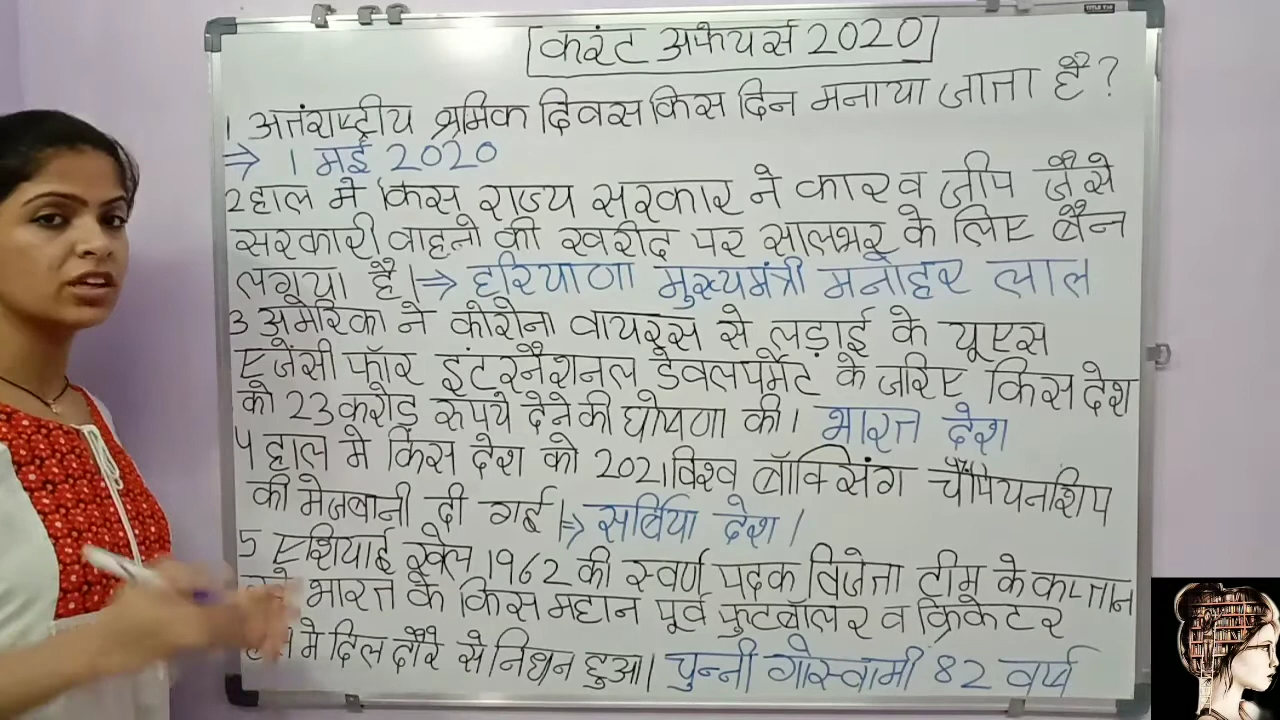 करंट अफेयर्स 2020
1 अतंराष्ट्रीय श्रमिक दिवस किस दिन मनाया जाता है?
⇒ 1 मई 2020
2 हाल मे किस राज्य सरकार ने कार व जीप जैसे
सरकारी वाहनो की खरीद पर सालभर के लिए बैन
लगाया है।⇒ हरियाणा मुख्यमंत्री मनोहर लाल
3 अमेरिका ने कोरोना वायरस से लड़ाई के यूएस
एजेंसी फॉर इंटरनैशनल डेवलपमेंट के जरिए किस देश
को 23 करोड़ रुपये देने की घोषणा की। भारत देश
4 हाल मे किस देश को 2021 विश्व बॉक्सिंग चैंपियनशिप
की मेजबानी दी गई।⇒ सर्बिया देश।
5 एशियाई खेल 1962 की स्वर्ण पदक विजेता टीम के कप्तान
भारत के किस महान पूर्व फुटबॉलर व क्रिकेटर
मे दिल दौरे से निधन हुआ। चुन्नी गोस्वामी 82 वर्ष